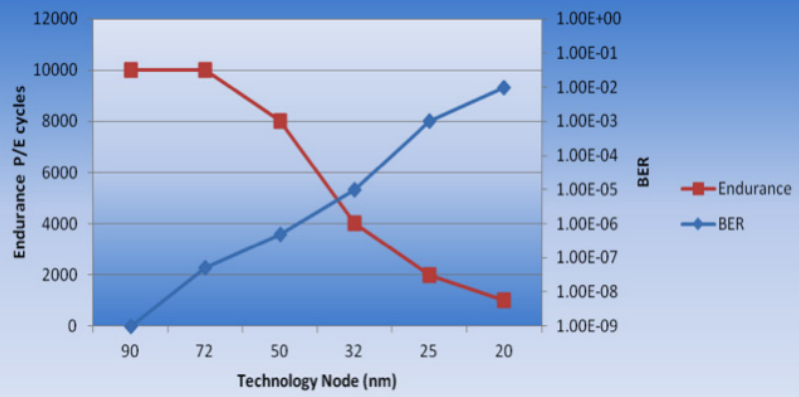 12000
10000
8000
6000
4000
2000
0
Endurance P/E cycles
90 72 50 32 25 20
Technology Node (nm)
1.00E+00
1.00E-01
1.00E-02
1.00E-03
1.00E-04
1.00E-05
1.00E-06
1.00E-07
1.00E-08
1.00E-09
BER
Endurance
BER